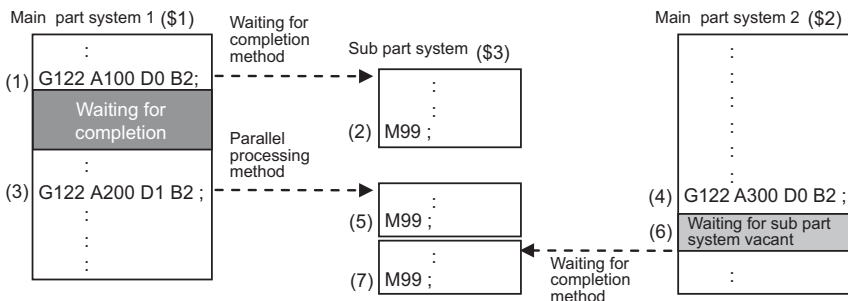 Main part system 1 ($1)
:
(1) G122 A100 D0 B2;
Waiting for
completion
:
(3) G122 A200 D1 B2 ;
:
:
:
Waiting for
completion
method
Parallel
processing
method
Sub part system ($3)
:
:
(2) M99 ;
:
(5) M99 ;
:
(7) M99 ;
Waiting for
completion
method
Main part system 2 ($2)
:
:
:
:
:
:
(4) G122 A300 D0 B2 ;
(6) Waiting for sub part
system vacant
: